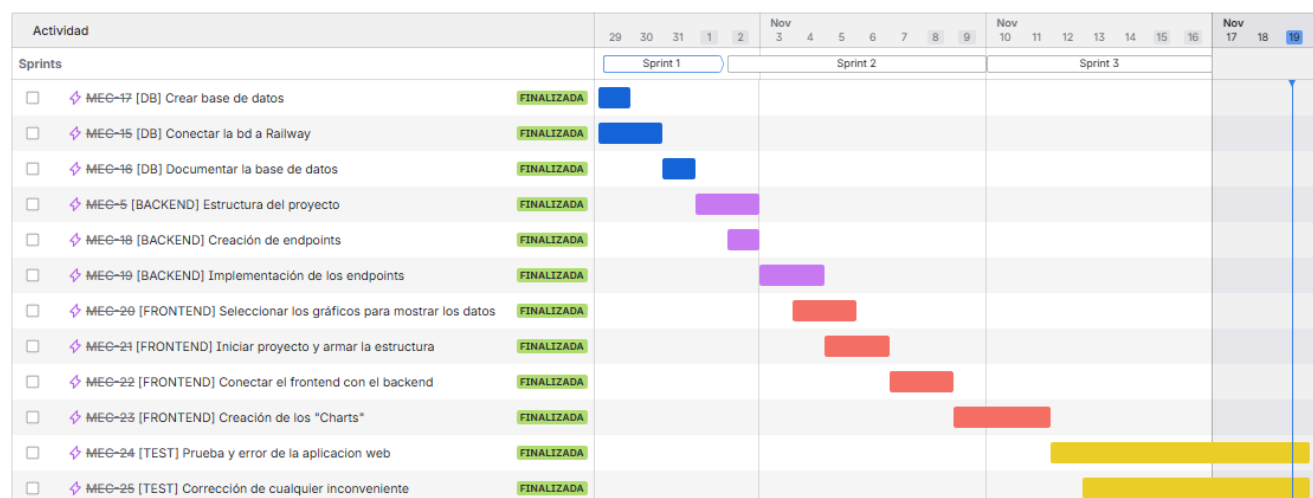 Actividad
Nov Nov Nov
29 30 31 1 2 3 4 5 6 7 8 9 10 11 12 13 14 15 16 17 18 19
Sprints Sprint 1 Sprint 2 Sprint 3
MEC-17 [DB] Crear base de datos FINALIZADA
MEC-15 [DB] Conectar la bd a Railway FINALIZADA
MEC-16 [DB] Documentar la base de datos FINALIZADA
MEC-5 [BACKEND] Estructura del proyecto FINALIZADA
MEC-18 [BACKEND] Creación de endpoints FINALIZADA
MEC-19 [BACKEND] Implementación de los endpoints FINALIZADA
MEC-20 [FRONTEND] Seleccionar los gráficos para mostrar los datos FINALIZADA
MEC-21 [FRONTEND] Iniciar proyecto y armar la estructura FINALIZADA
MEC-22 [FRONTEND] Conectar el frontend con el backend FINALIZADA
MEC-23 [FRONTEND] Creación de los "Charts" FINALIZADA
MEC-24 [TEST] Prueba y error de la aplicacion web FINALIZADA
MEC-25 [TEST] Corrección de cualquier inconveniente FINALIZADA